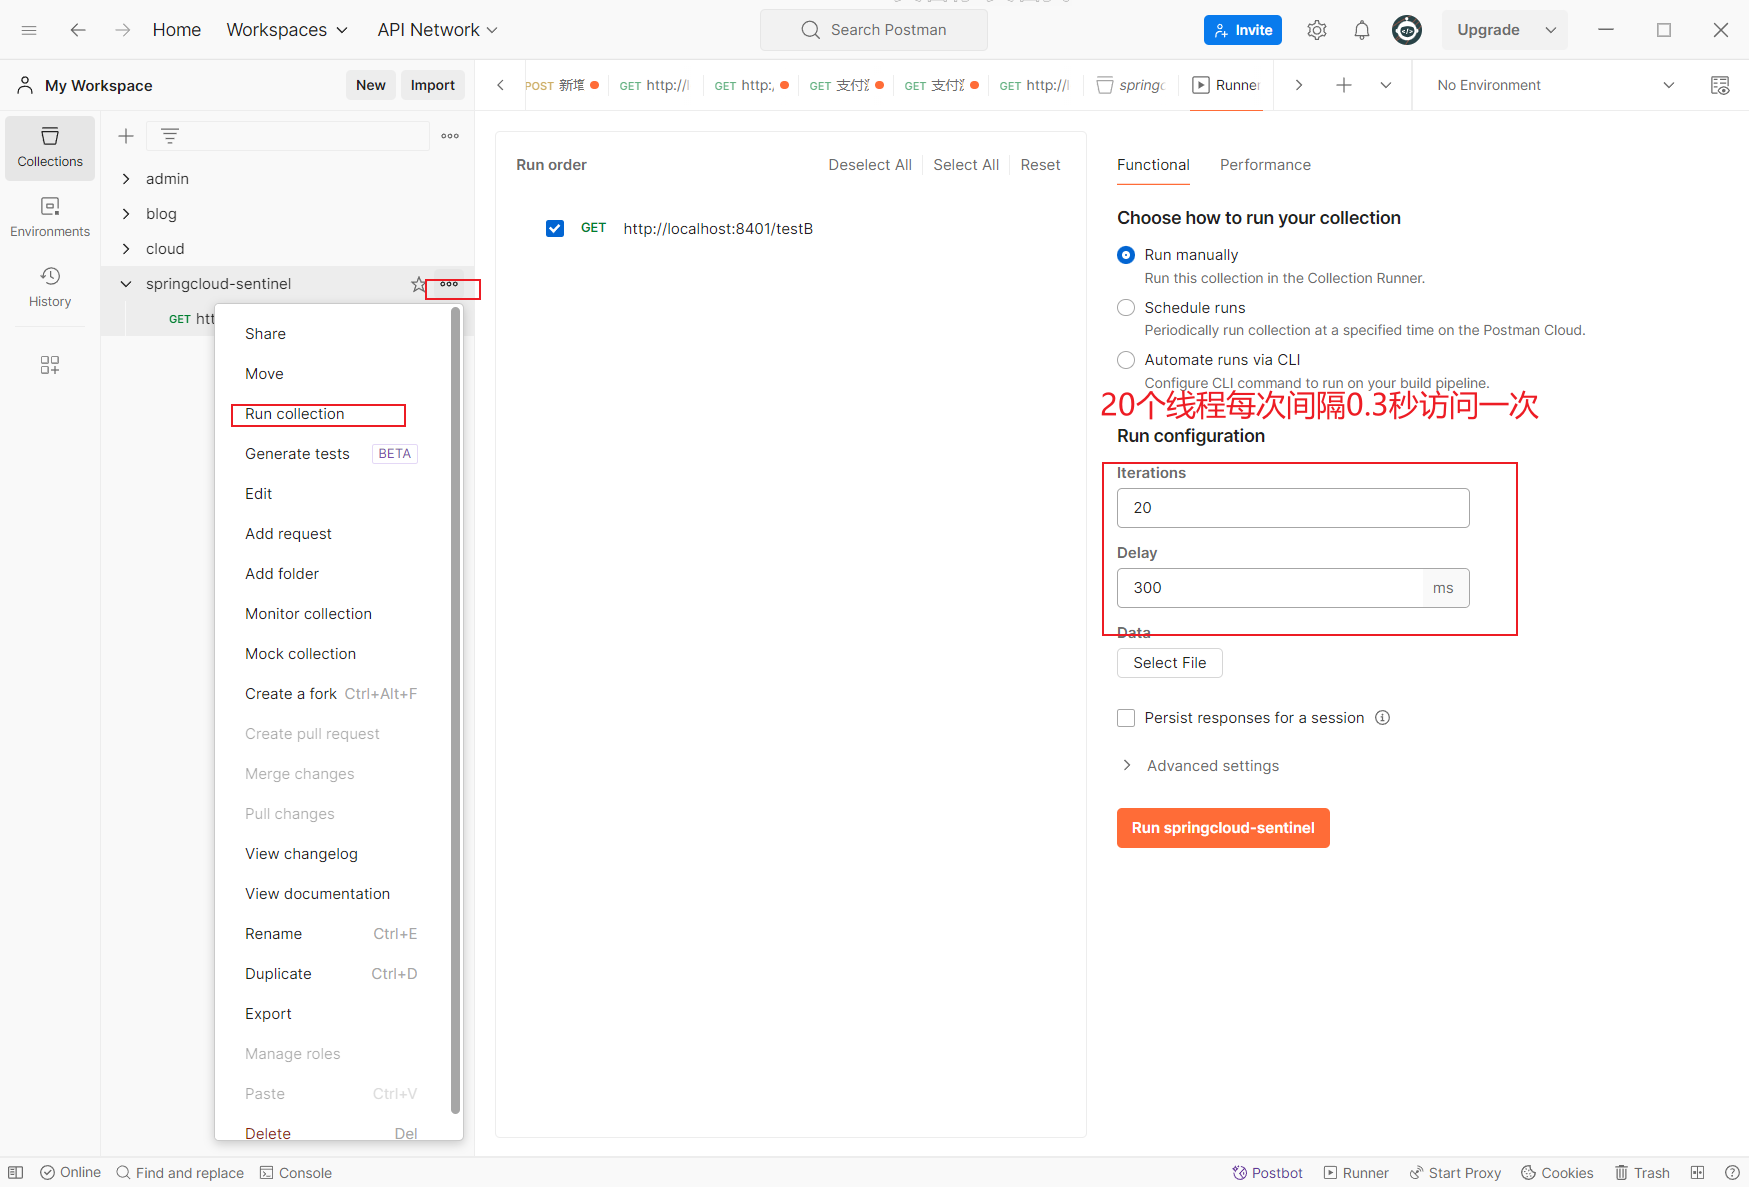 Home
Workspaces
API Network
Search Postman
Invite
Upgrade
My Workspace
New
Import
POST 新增
GET http://l
GET http:
GET 支付
GET 支付
GET http://l
springc
Runner
No Environment
Collections
Environments
History
admin
blog
cloud
springcloud-sentinel
GET htt
Share
Move
Run collection
Generate tests BETA
Edit
Add request
Add folder
Monitor collection
Mock collection
Create a fork Ctrl+Alt+F
Create pull request
Merge changes
Pull changes
View changelog
View documentation
Rename Ctrl+E
Duplicate Ctrl+D
Export
Manage roles
Paste Ctrl+V
Delete Del
Run order
Deselect All
Select All
Reset
GET http://localhost:8401/testB
Functional
Performance
Choose how to run your collection
Run manually
Run this collection in the Collection Runner.
Schedule runs
Periodically run collection at a specified time on the Postman Cloud.
Automate runs via CLI
Configure CLI command to run on your build pipeline.
20个线程每次间隔0.3秒访问一次
Run configuration
Iterations
20
Delay
300 ms
Data
Select File
Persist responses for a session
Advanced settings
Run springcloud-sentinel
Online
Find and replace
Console
Postbot
Runner
Start Proxy
Cookies
Trash